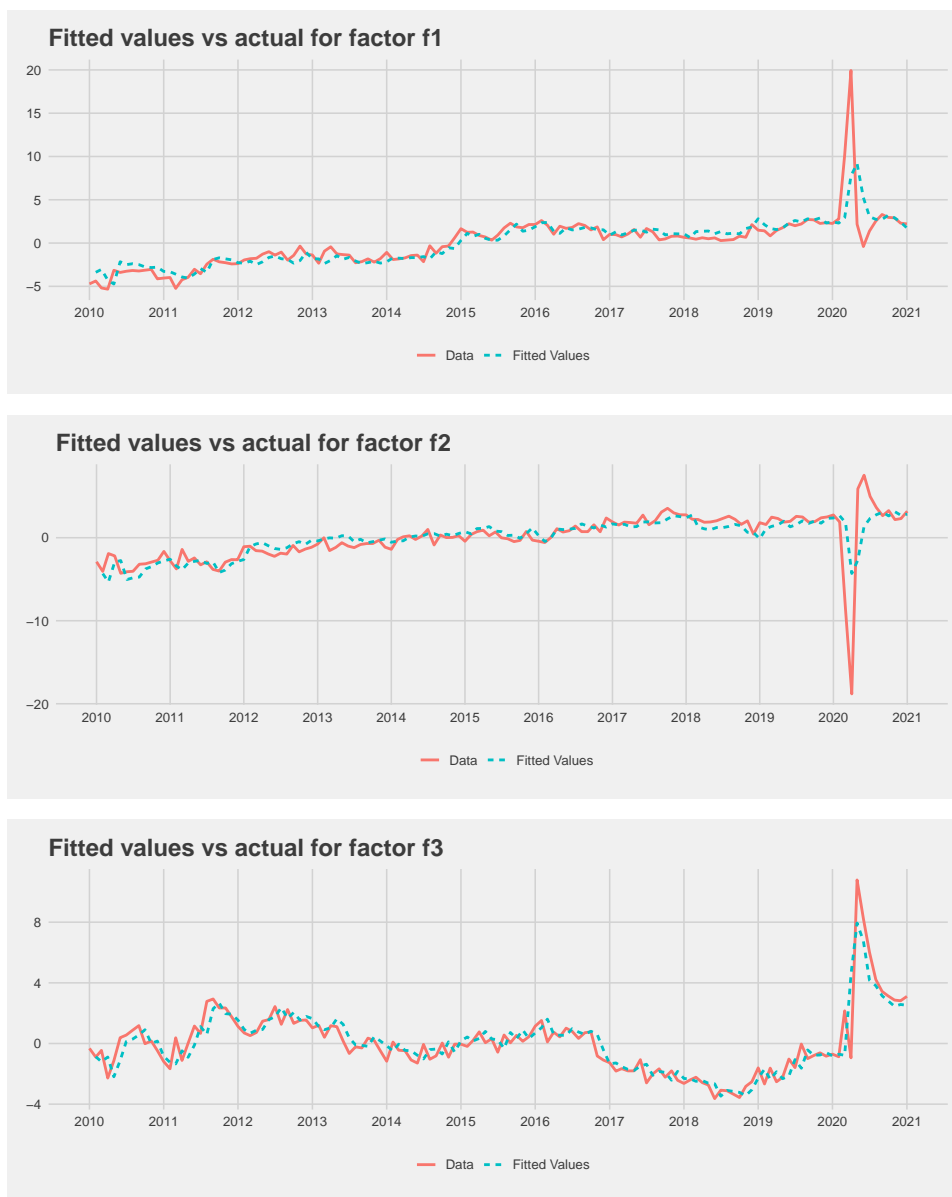 Fitted values vs actual for factor f1
20
15
10
5
0
−5
2010 2011 2012 2013 2014 2015 2016 2017 2018 2019 2020 2021
Data Fitted Values
Fitted values vs actual for factor f2
0
−10
−20
2010 2011 2012 2013 2014 2015 2016 2017 2018 2019 2020 2021
Data Fitted Values
Fitted values vs actual for factor f3
8
4
0
−4
2010 2011 2012 2013 2014 2015 2016 2017 2018 2019 2020 2021
Data Fitted Values